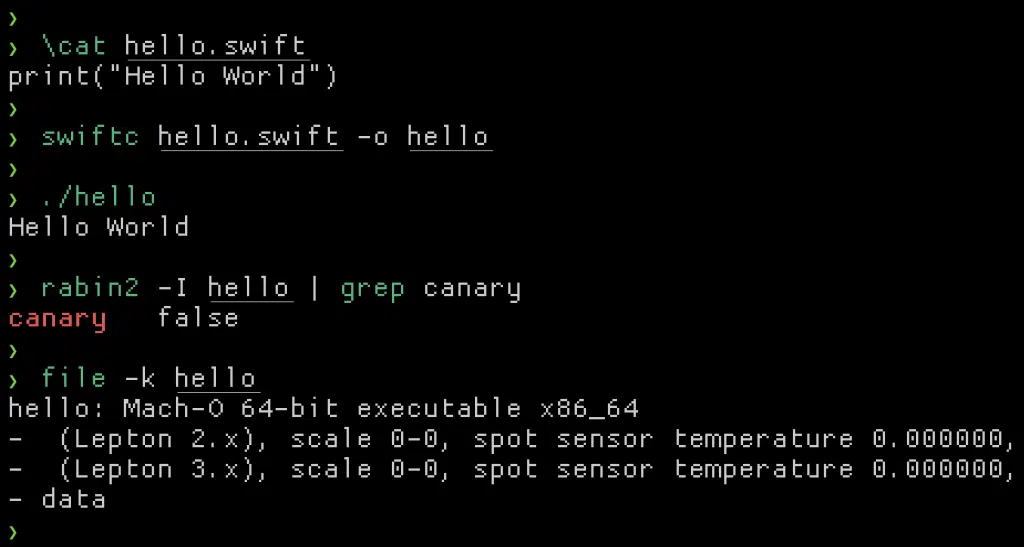 ❯
❯ \cat hello.swift
print("Hello World")
❯
❯ swiftc hello.swift -o hello
❯
❯ ./hello
Hello World
❯
❯ rabin2 -I hello | grep canary
canary   false
❯
❯ file -k hello
hello: Mach-O 64-bit executable x86_64
-  (Lepton 2.x), scale 0-0, spot sensor temperature 0.000000,
-  (Lepton 3.x), scale 0-0, spot sensor temperature 0.000000,
- data
❯